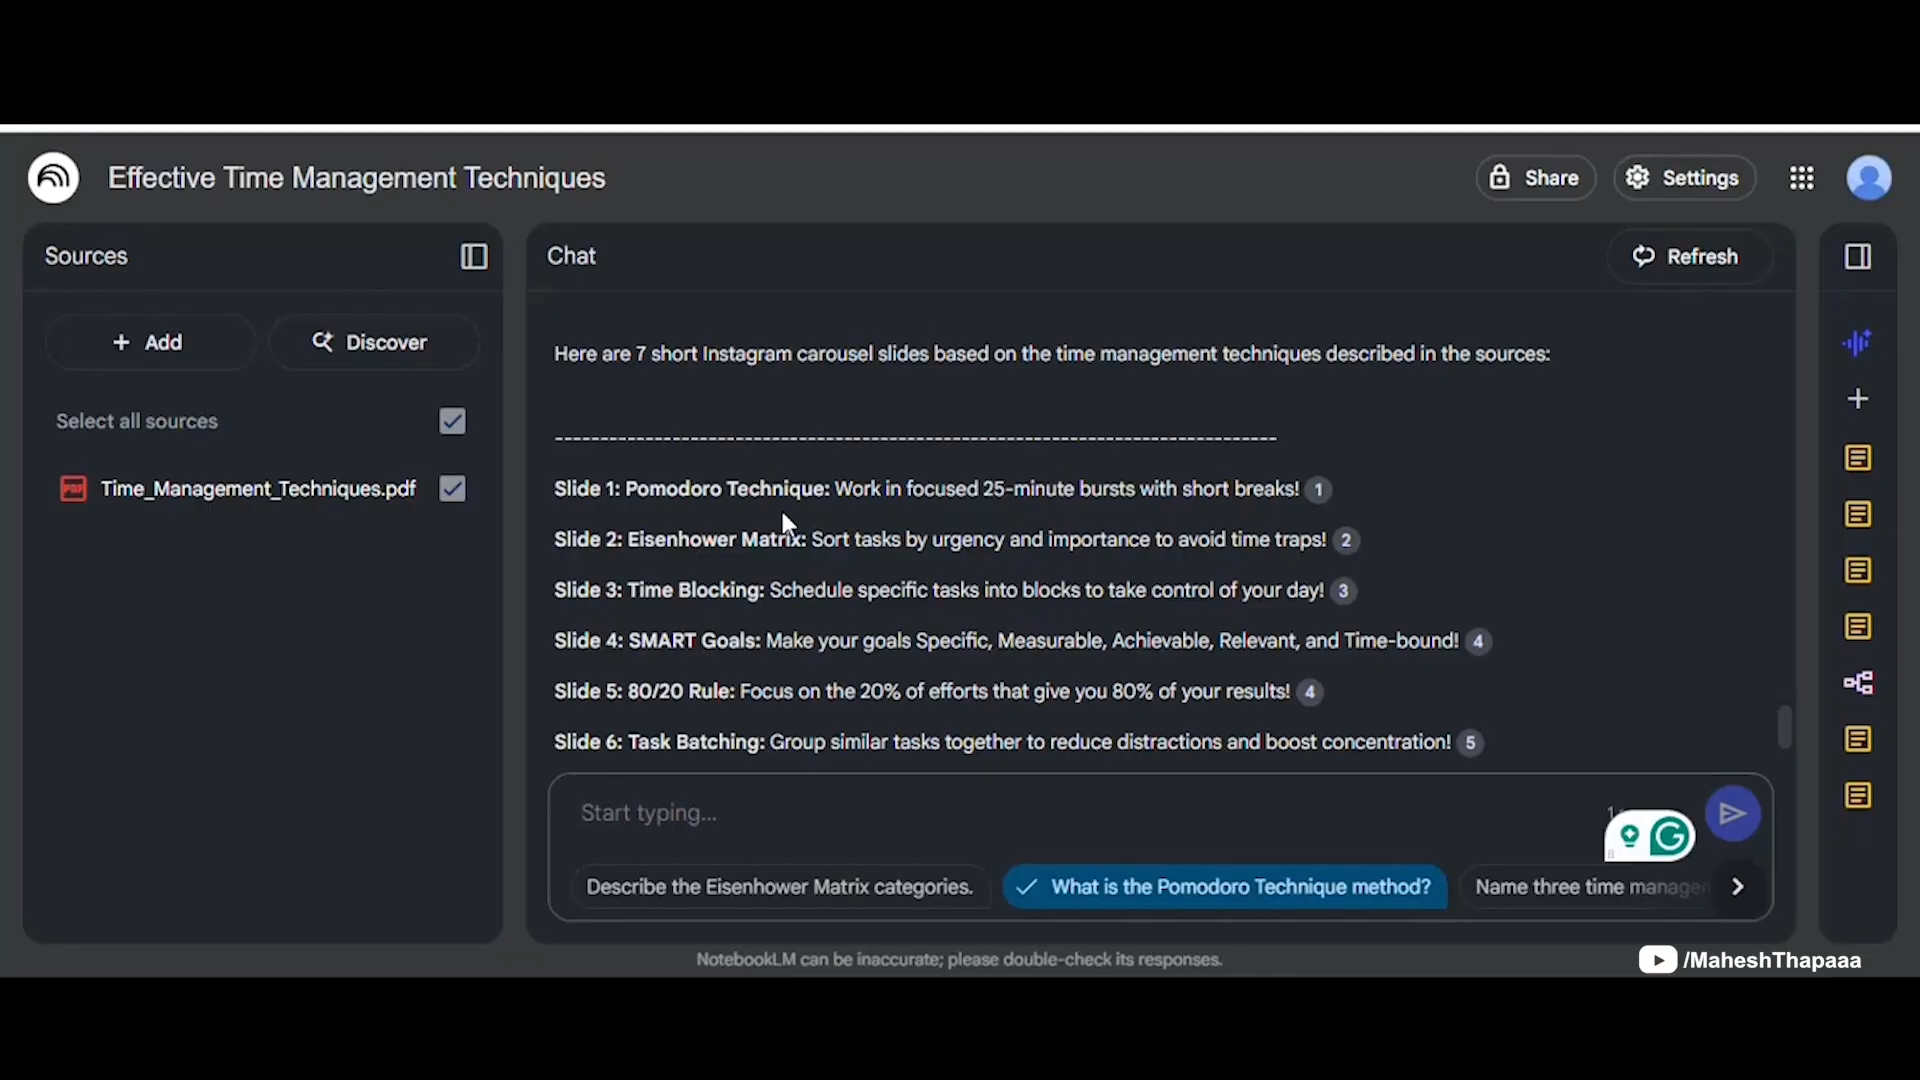 Effective Time Management Techniques
Share
Settings
Sources
Chat
Refresh
+ Add
Discover
Select all sources
PDF
Time_Management_Techniques.pdf
Here are 7 short Instagram carousel slides based on the time management techniques described in the sources:
--------------------------------------------------------------------------------
Slide 1: Pomodoro Technique: Work in focused 25-minute bursts with short breaks! 1
Slide 2: Eisenhower Matrix: Sort tasks by urgency and importance to avoid time traps! 2
Slide 3: Time Blocking: Schedule specific tasks into blocks to take control of your day! 3
Slide 4: SMART Goals: Make your goals Specific, Measurable, Achievable, Relevant, and Time-bound! 4
Slide 5: 80/20 Rule: Focus on the 20% of efforts that give you 80% of your results! 4
Slide 6: Task Batching: Group similar tasks together to reduce distractions and boost concentration! 5
Start typing...
Describe the Eisenhower Matrix categories.
What is the Pomodoro Technique method?
Name three time manager
NotebookLM can be inaccurate; please double-check its responses.
/MaheshThapaaa